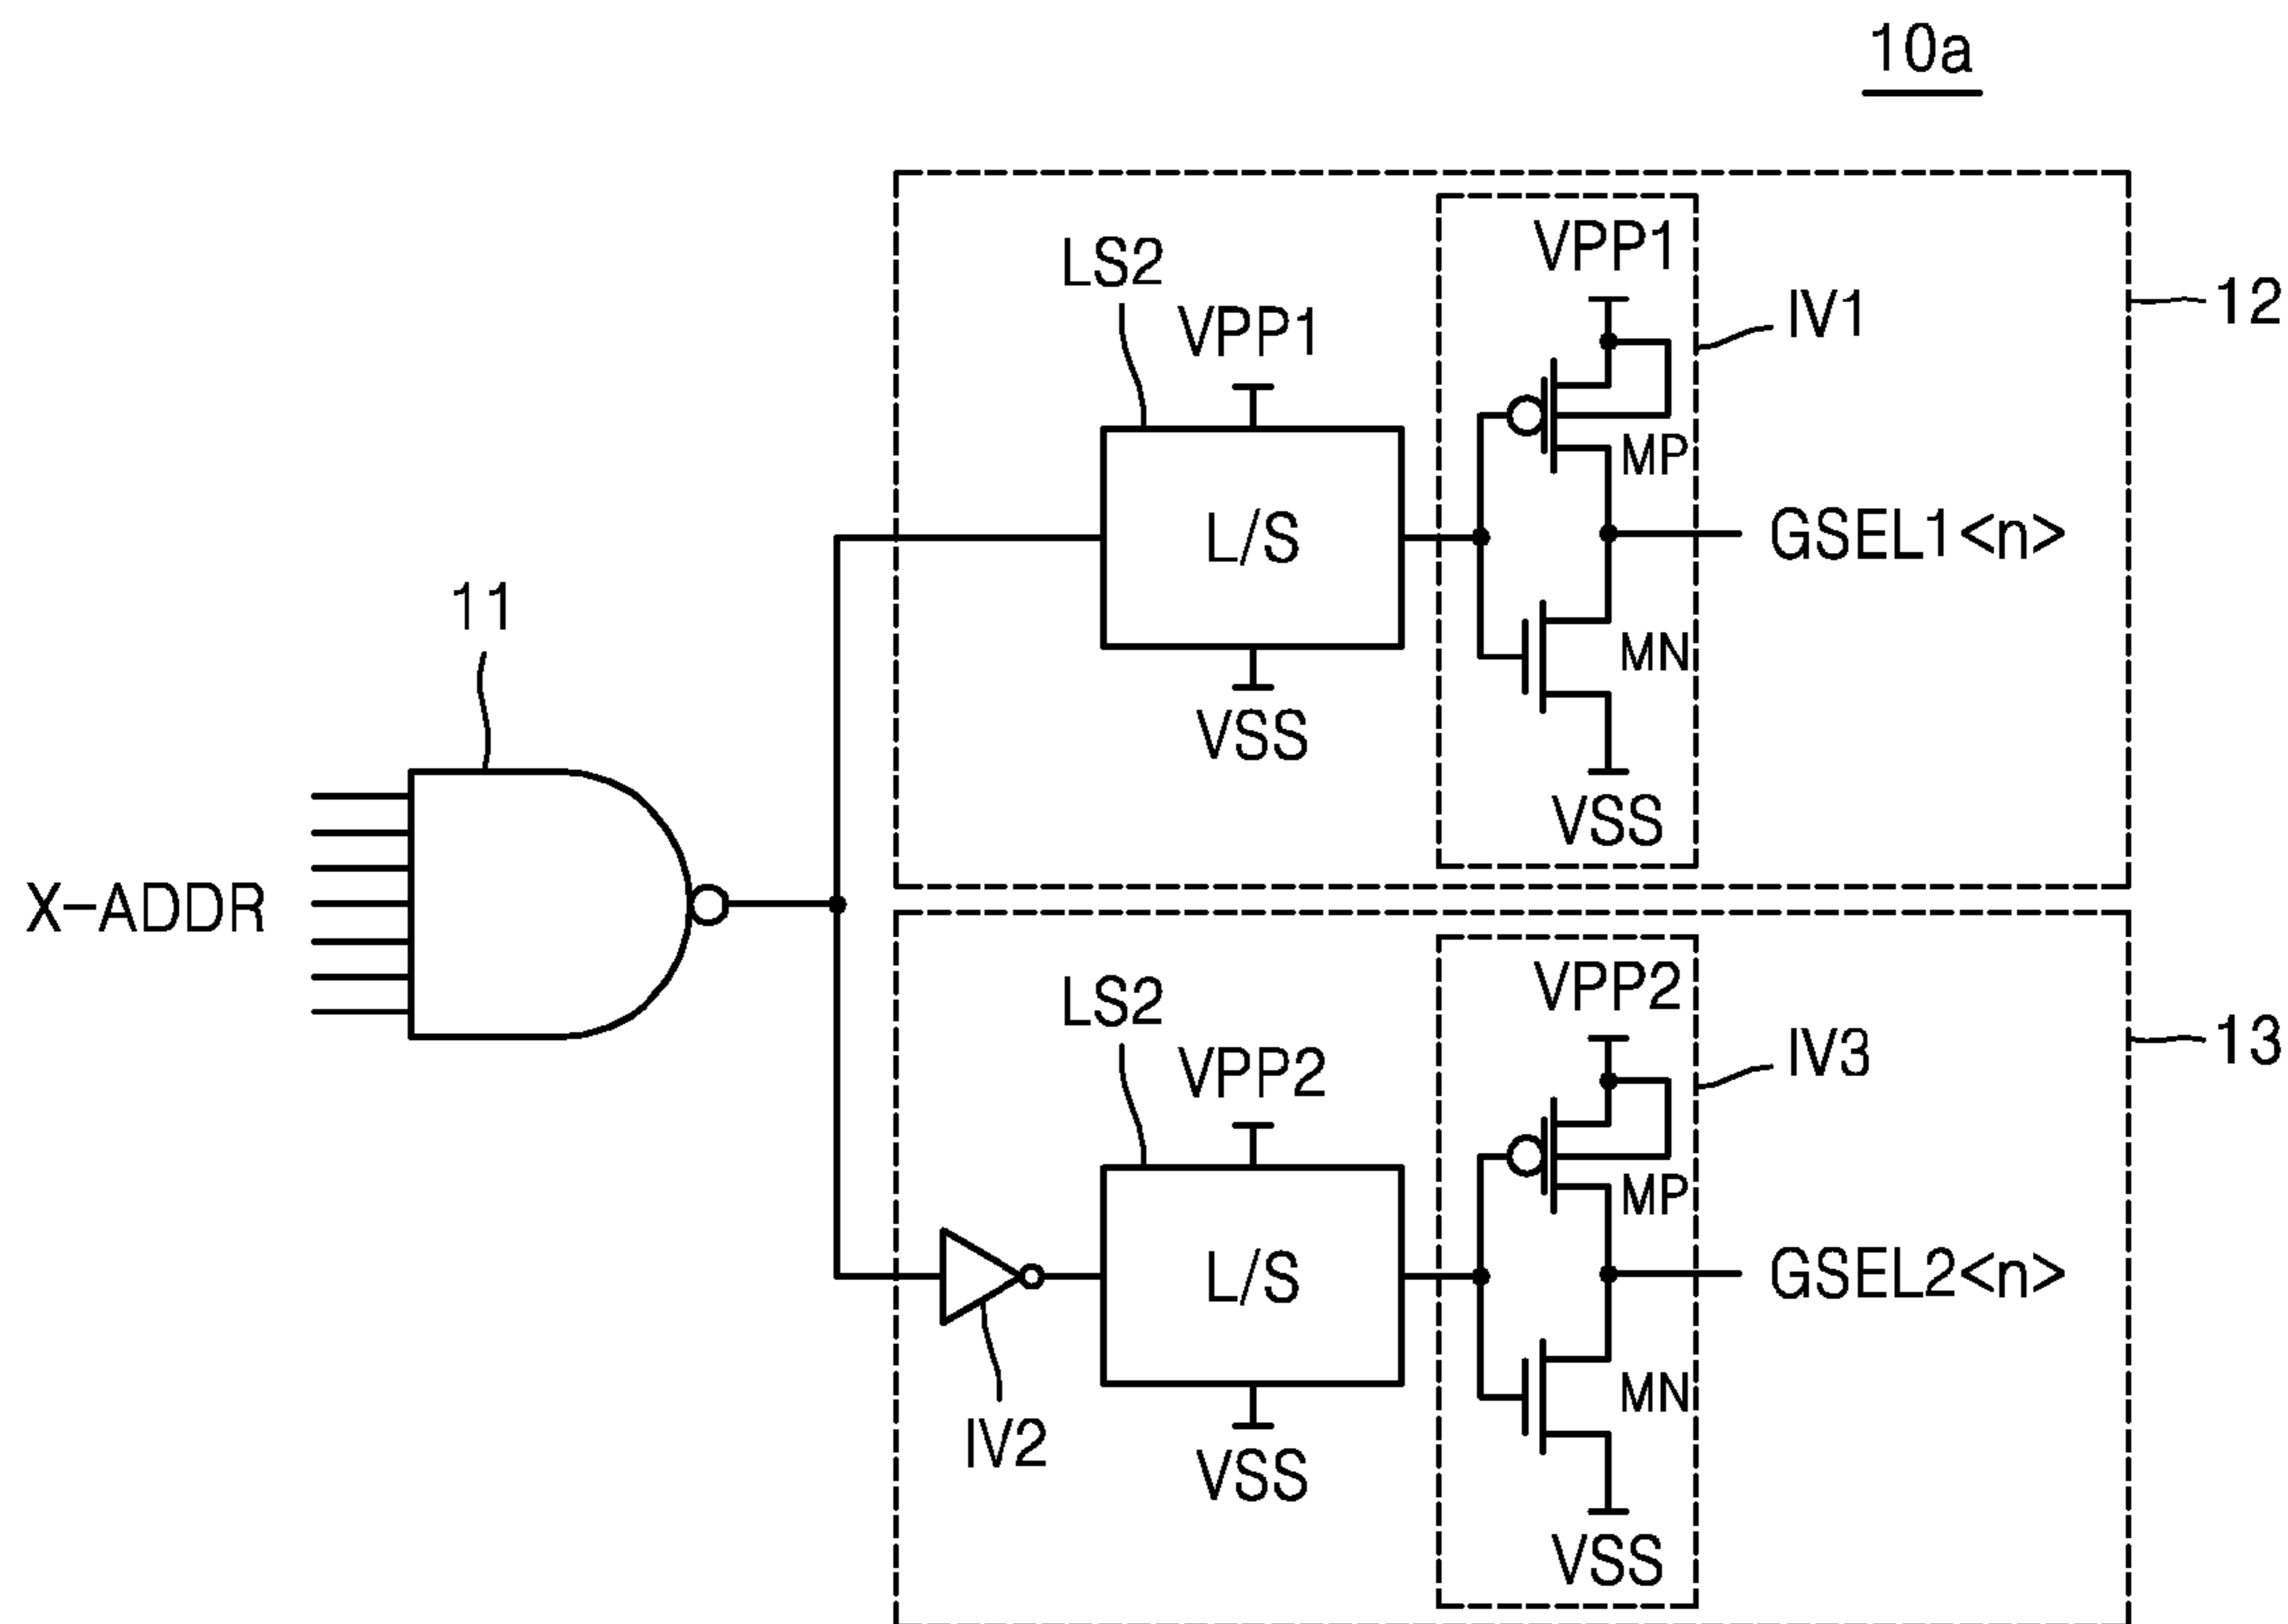 10a
VPP1
LS2
VPP1
IV1
12
MP
L/S
GSEL1<n>
11
MN
VSS
VSS
X-ADDR
VPP2
LS2
VPP2
IV3
13
MP
L/S
GSEL2<n>
MN
IV2
VSS
VSS